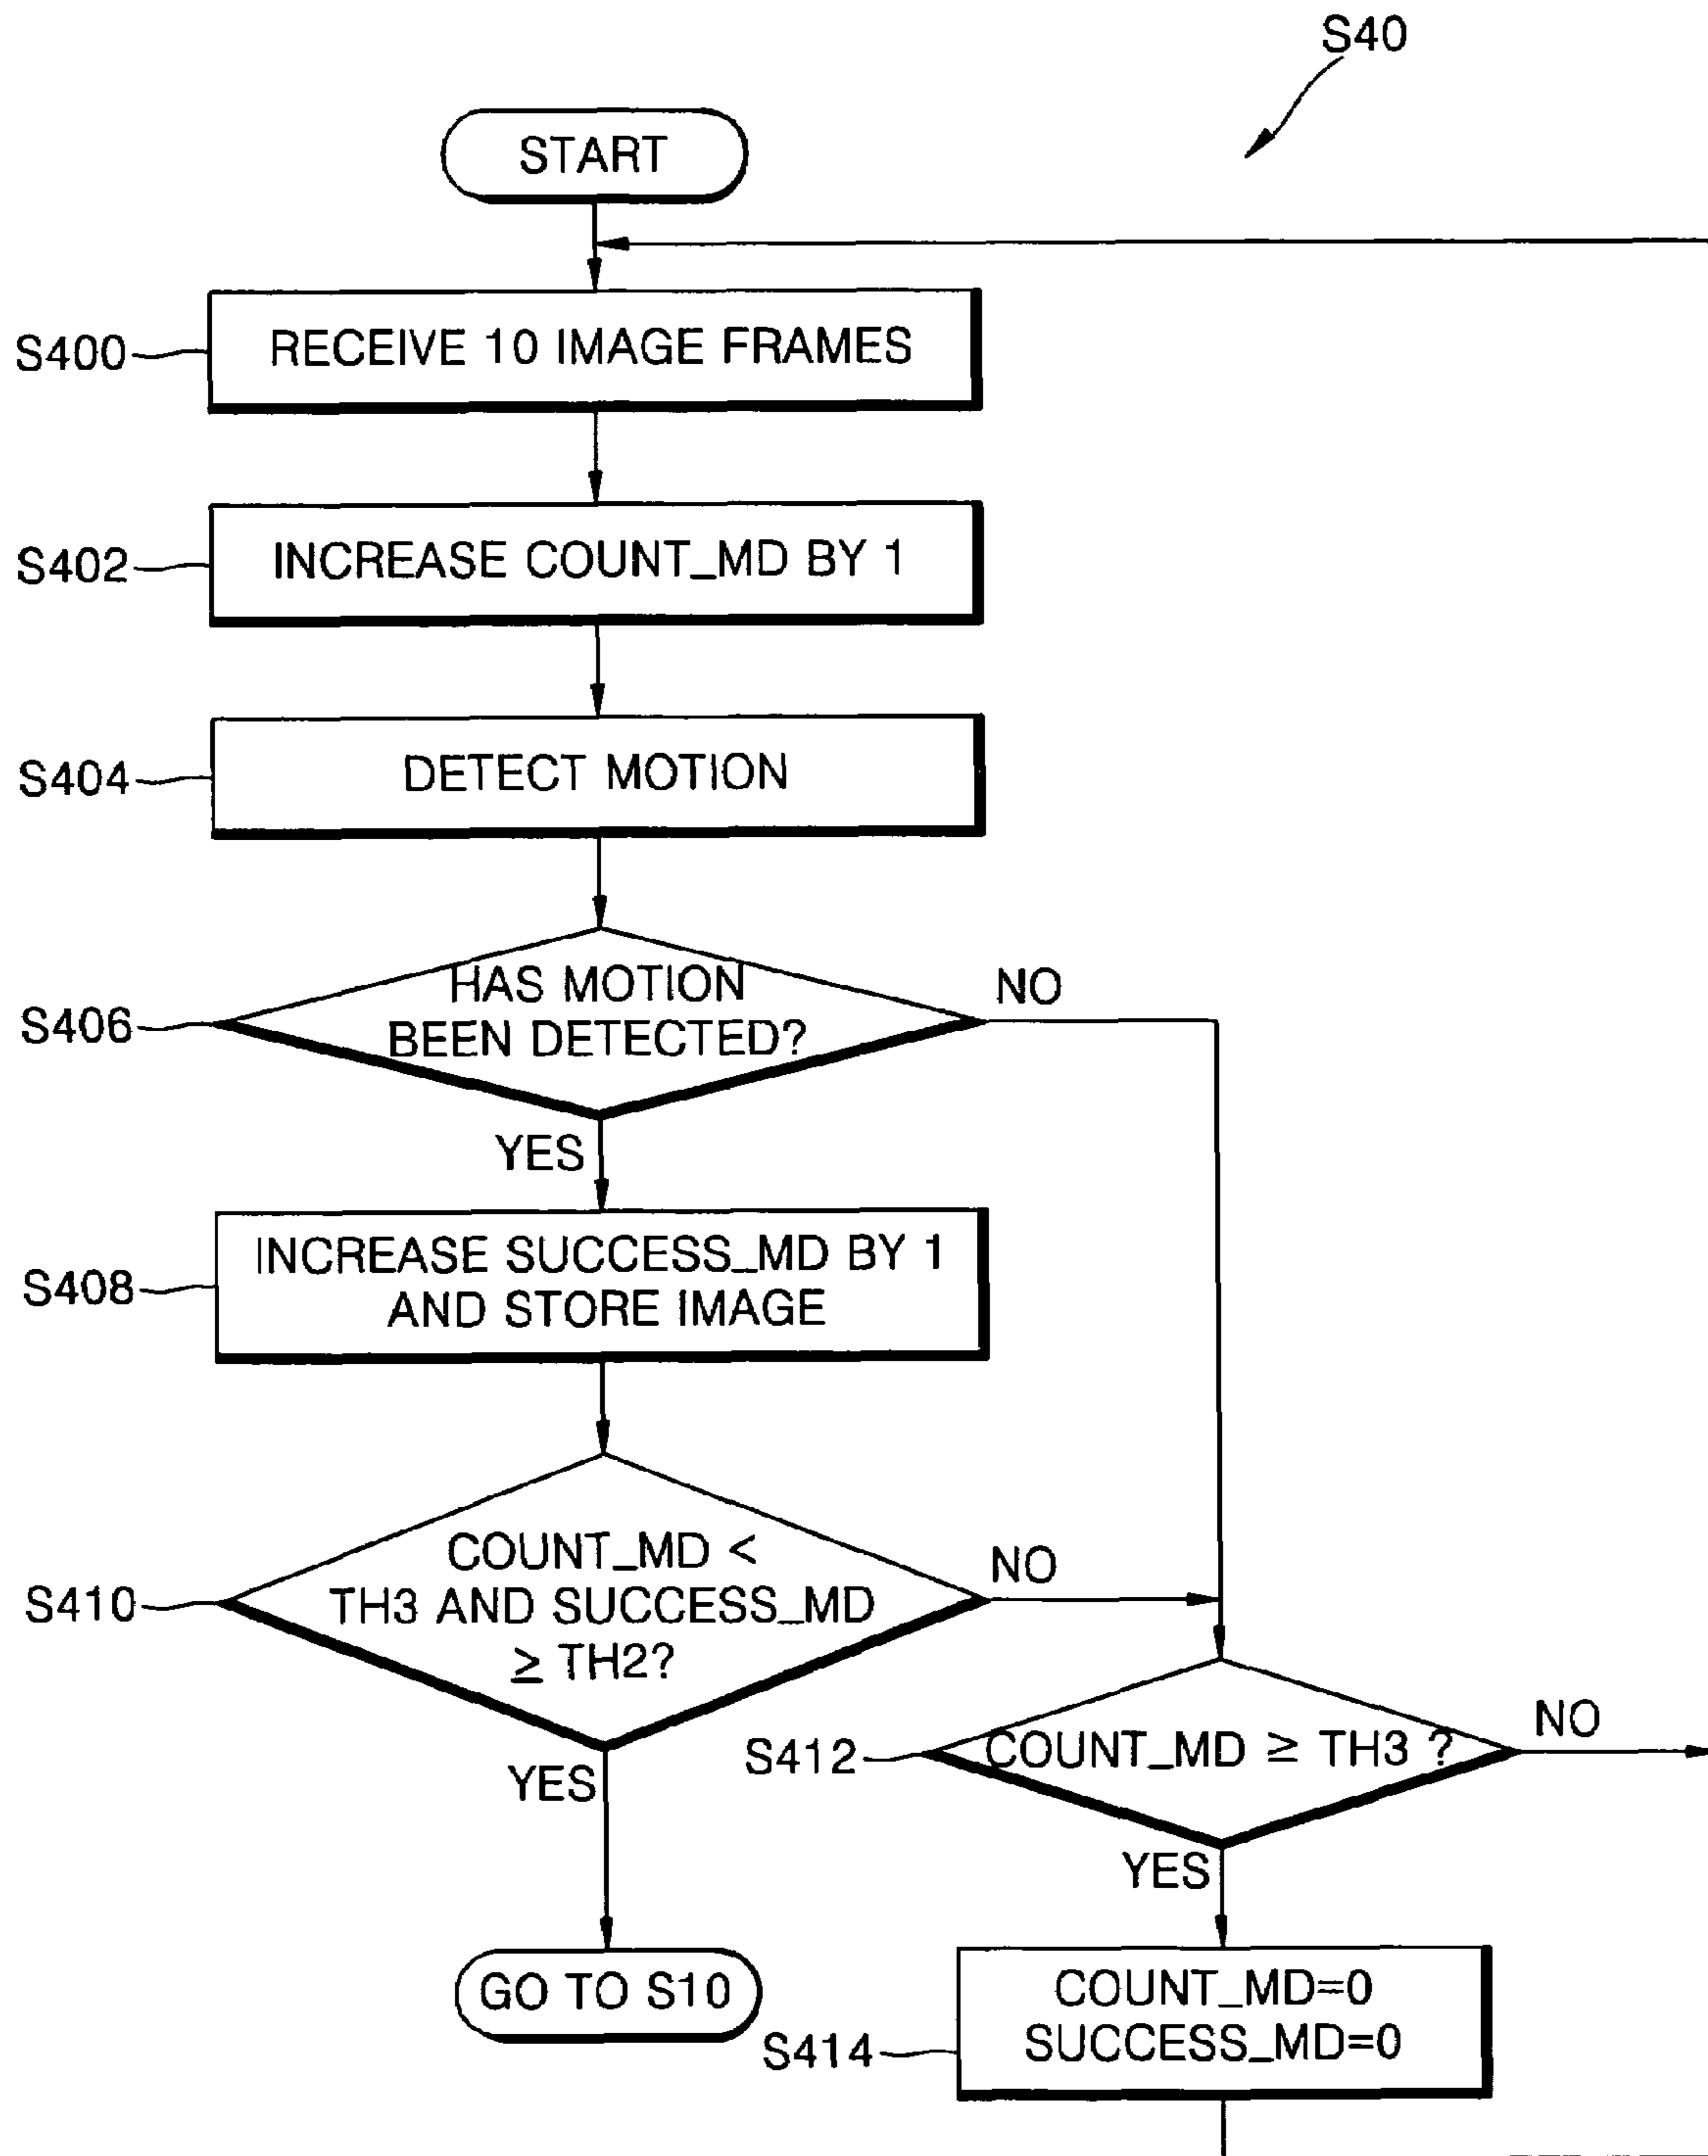 S40
START
S400
RECEIVE 10 IMAGE FRAMES
S402
INCREASE COUNT_MD BY 1
S404
DETECT MOTION
S406
HAS MOTION
BEEN DETECTED?
NO
YES
S408
INCREASE SUCCESS_MD BY 1
AND STORE IMAGE
S410
COUNT_MD <
TH3 AND SUCCESS_MD
≥ TH2?
NO
YES
S412
COUNT_MD ≥ TH3 ?
NO
YES
GO TO S10
S414
COUNT_MD=0
SUCCESS_MD=0